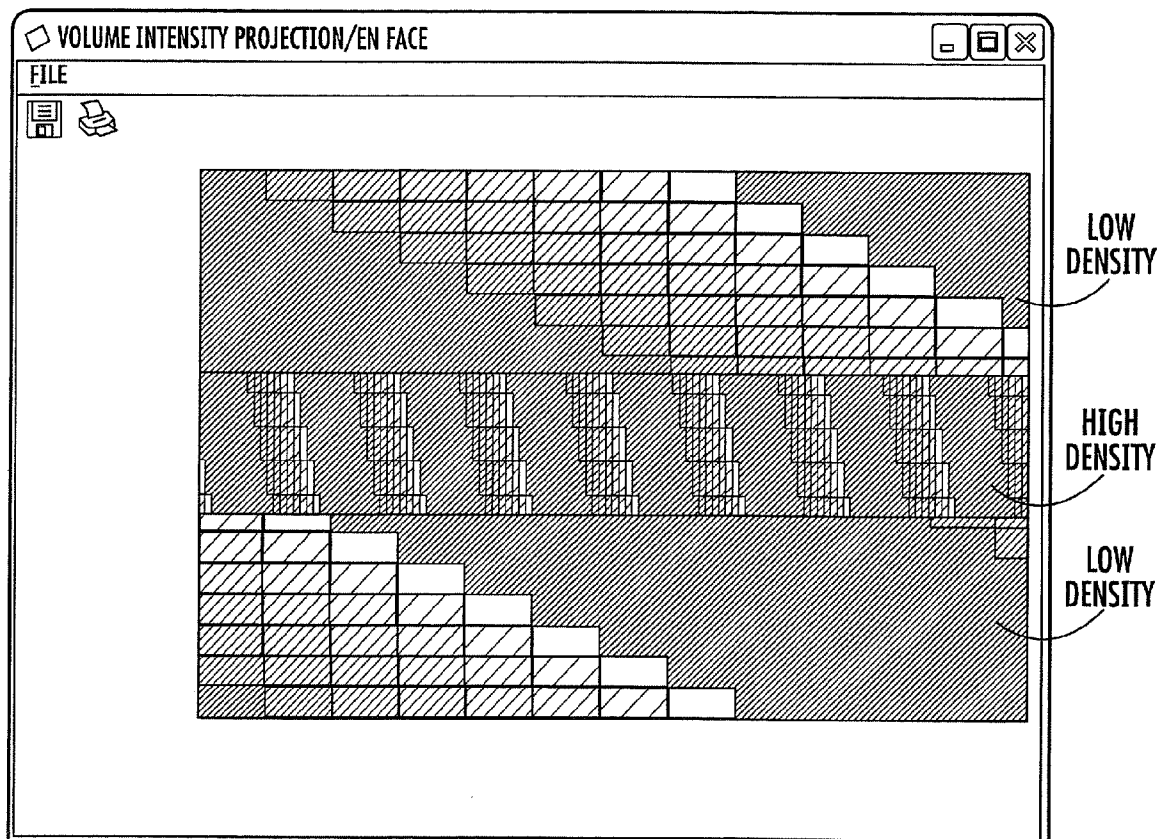 VOLUME INTENSITY PROJECTION/EN FACE
FILE
LOW
DENSITY
HIGH
DENSITY
LOW
DENSITY